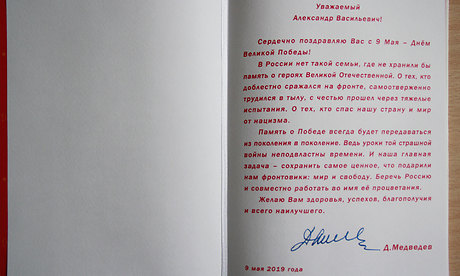 Уважаемый
Александр Васильевич!
Сердечно поздравляю Вас с 9 Мая – Днём
Великой Победы!
В России нет такой семьи, где не хранили бы
память о героях Великой Отечественной. О тех, кто
доблестно сражался на фронте, самоотверженно
трудился в тылу, с честью прошел через тяжелые
испытания. О тех, кто спас нашу страну и мир
от нацизма.
Память о Победе всегда будет передаваться
из поколения в поколение. Ведь уроки той страшной
войны неподвластны времени. И наша главная
задача – сохранить самое ценное, что подарили
нам фронтовики: мир и свободу. Беречь Россию
и совместно работать во имя её процветания.
Желаю Вам здоровья, успехов, благополучия
и всего наилучшего.
Д.Медведев
9 мая 2019 года